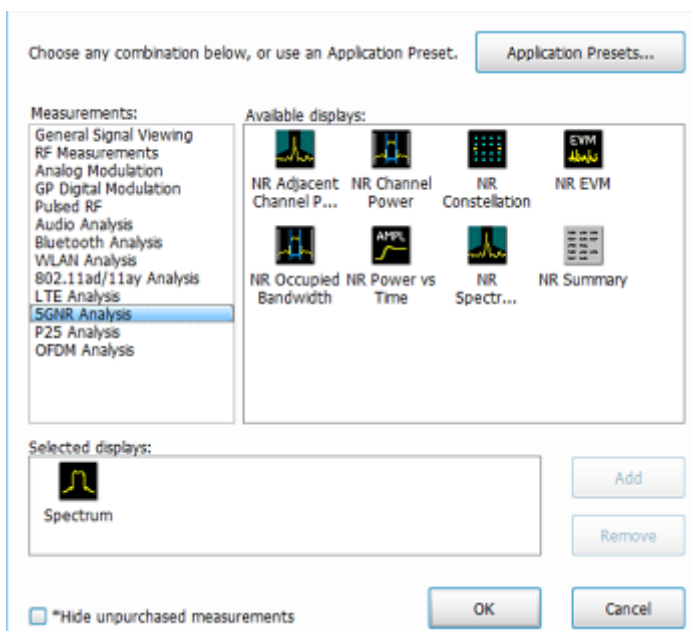 Choose any combination below, or use an Application Preset.
Application Presets...
Measurements:
General Signal Viewing
RF Measurements
Analog Modulation
GP Digital Modulation
Pulsed RF
Audio Analysis
Bluetooth Analysis
WLAN Analysis
802.11ad/11ay Analysis
LTE Analysis
5GNR Analysis
P25 Analysis
OFDM Analysis
Available displays:
NR Adjacent
Channel P...
NR Channel
Power
NR
Constellation
EVM
NR EVM
NR Occupied
Bandwidth
AMPL
NR Power vs
Time
NR
Spectr...
NR Summary
Selected displays:
Spectrum
Add
Remove
*Hide unpurchased measurements
OK
Cancel